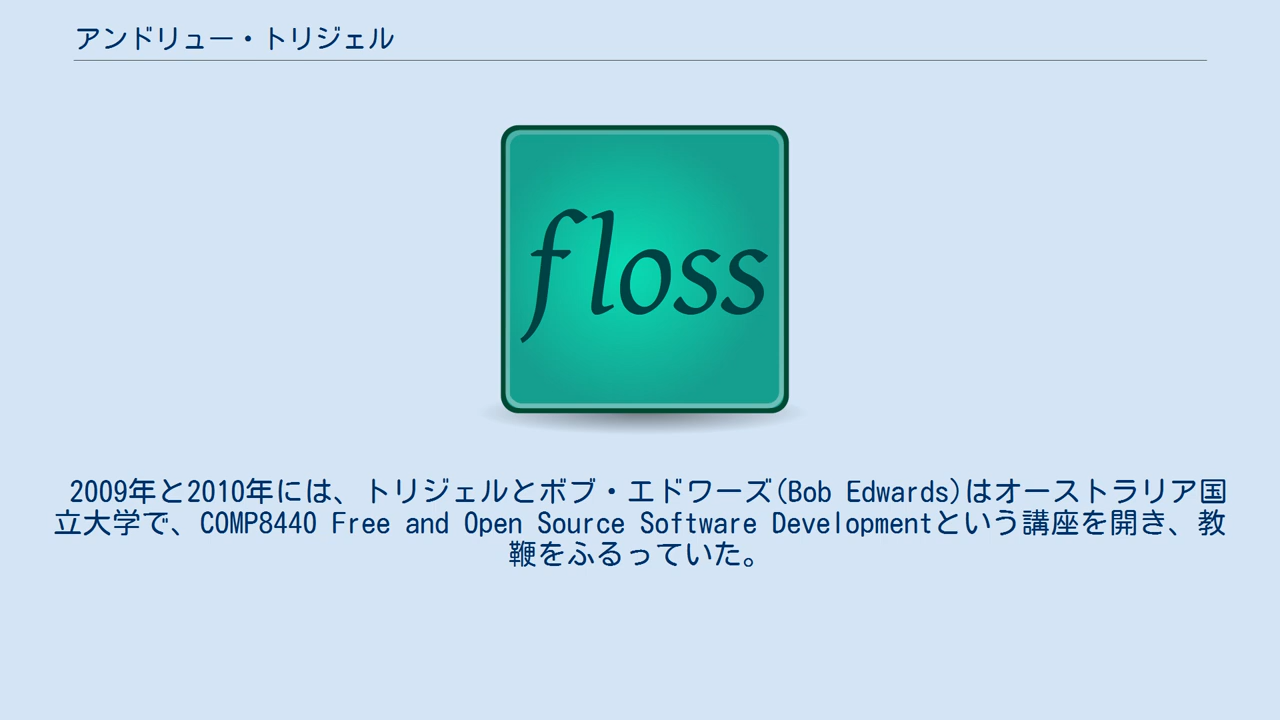 アンドリュー・トリジェル
floss
2009年と2010年には、トリジェルとボブ・エドワーズ(Bob Edwards)はオーストラリア国
立大学で、COMP8440 Free and Open Source Software Developmentという講座を開き、教
鞭をふるっていた。